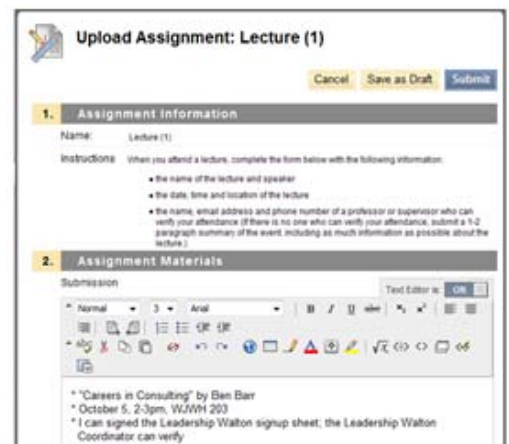 Upload Assignment: Lecture (1)
Cancel Save as Draft Submit
1. Assignment Information
Name: Lecture (1)
Instructions When you attend a lecture, complete the form below with the following information:
• the name of the lecture and speaker
• the date, time and location of the lecture
• the name, email address and phone number of a professor or supervisor who can
verify your attendance (If there is no one who can verify your attendance, submit a 1-2
paragraph summary of the event, including as much information as possible about the
lecture.)
2. Assignment Materials
Submission
Text Editor is: ON
Normal 3 Arial B I U abc
* "Careers in Consulting" by Ben Barr
* October 5, 2-3pm, WJWH 203
* I can signed the Leadership Walton signup sheet; the Leadership Walton
Coordinator can verify